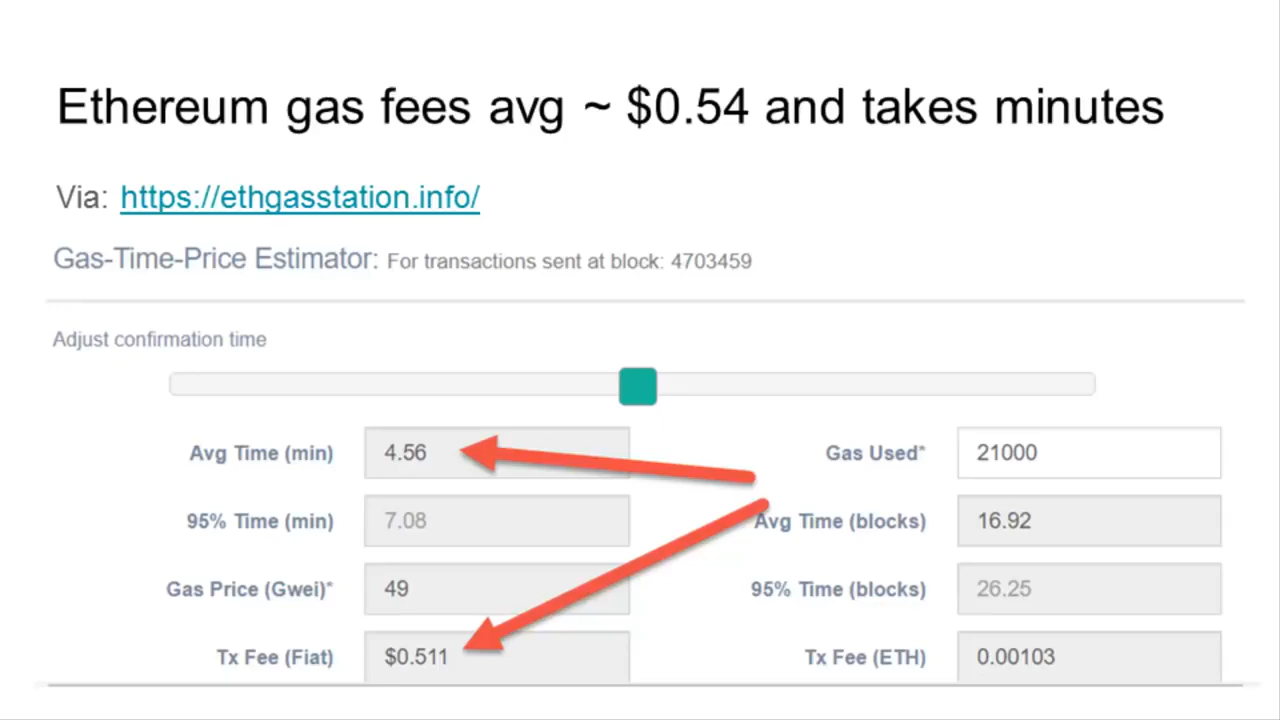 Ethereum gas fees avg ~ $0.54 and takes minutes
Via: https://ethgasstation.info/
Gas-Time-Price Estimator: For transactions sent at block: 4703459
Adjust confirmation time
Avg Time (min) 4.56 Gas Used* 21000
95% Time (min) 7.08 Avg Time (blocks) 16.92
Gas Price (Gwei)* 49 95% Time (blocks) 26.25
Tx Fee (Fiat) $0.511 Tx Fee (ETH) 0.00103